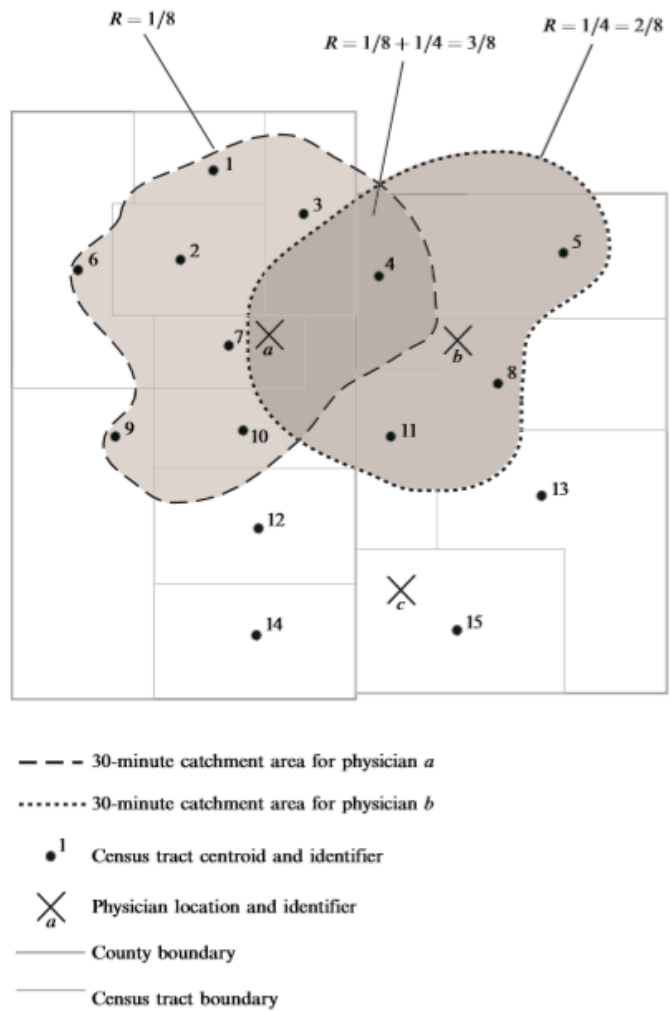 R = 1/8
R = 1/8 + 1/4 = 3/8
R = 1/4 = 2/8
1
3
2
6
4
5
7
a
b
8
9
10
11
13
12
c
14
15
30-minute catchment area for physician a
30-minute catchment area for physician b
1
Census tract centroid and identifier
a
Physician location and identifier
County boundary
Census tract boundary